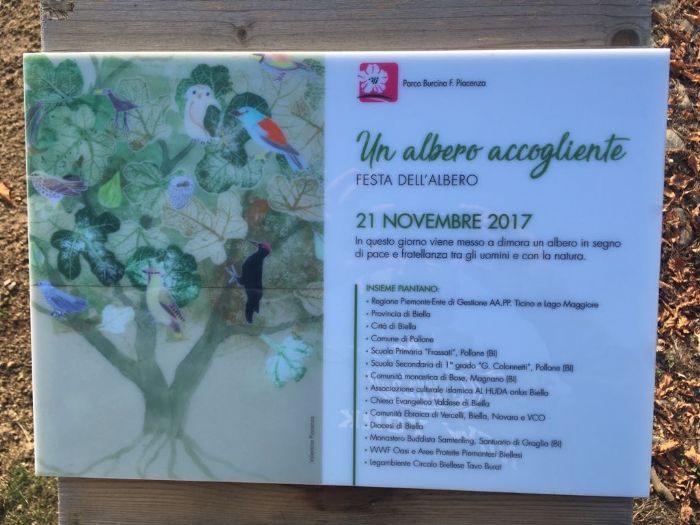 Parco Burcina F. Piacenza
Un albero accogliente
FESTA DELL'ALBERO
21 NOVEMBRE 2017
In questo giorno viene messo a dimora un albero in segno
di pace e fratellanza tra gli uomini e con la natura.
INSIEME PIANTANO:
• Regione Piemonte-Ente di Gestione AA.PP. Ticino e Lago Maggiore
• Provincia di Biella
• Città di Biella
• Comune di Pollone
• Scuola Primaria "Frassati", Pollone (BI)
• Scuola Secondaria di 1° grado "G. Colonnetti", Pollone (BI)
• Comunità monastica di Bose, Magnano (BI)
• Associazione culturale islamica AL HUDA onlus Biella
• Chiesa Evangelica Valdese di Biella
• Comunità Ebraica di Vercelli, Biella, Novara e VCO
• Diocesi di Biella
• Monastero Buddista Samtenling, Santuario di Graglia (BI)
• WWF Oasi e Aree Protette Piemontesi Biellesi
• Legambiente Circolo Biellese Tavo Burat